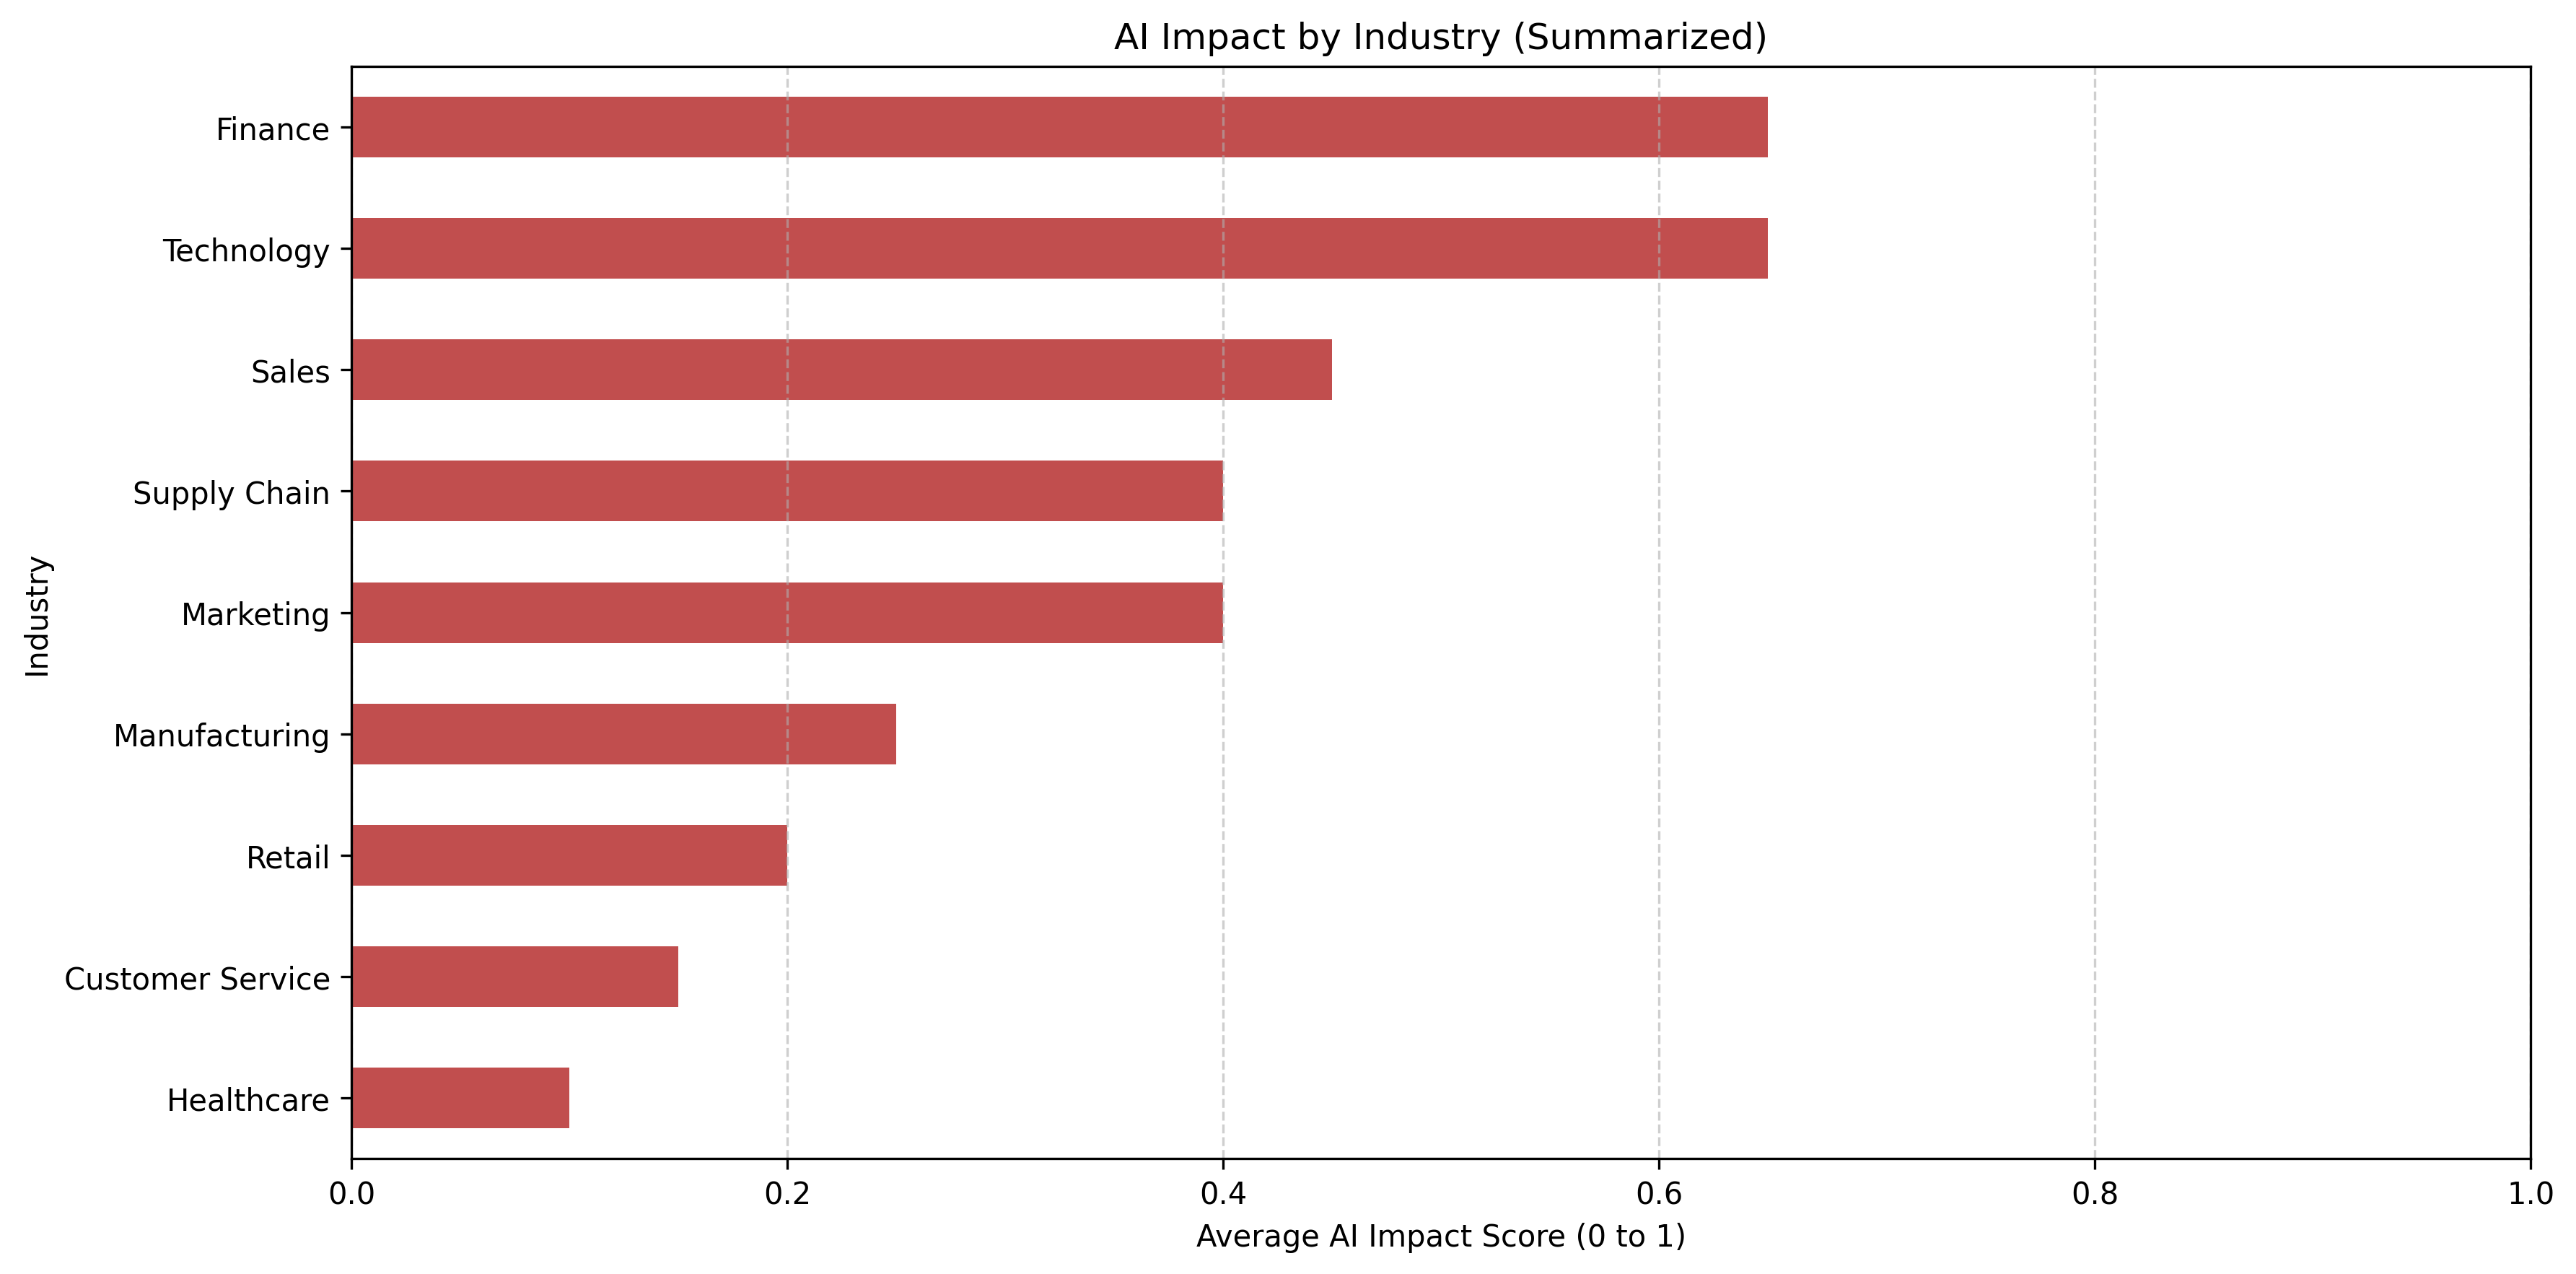 AI Impact by Industry (Summarized)
Industry
Finance
Technology
Sales
Supply Chain
Marketing
Manufacturing
Retail
Customer Service
Healthcare
0.0 0.2 0.4 0.6 0.8 1.0
Average AI Impact Score (0 to 1)